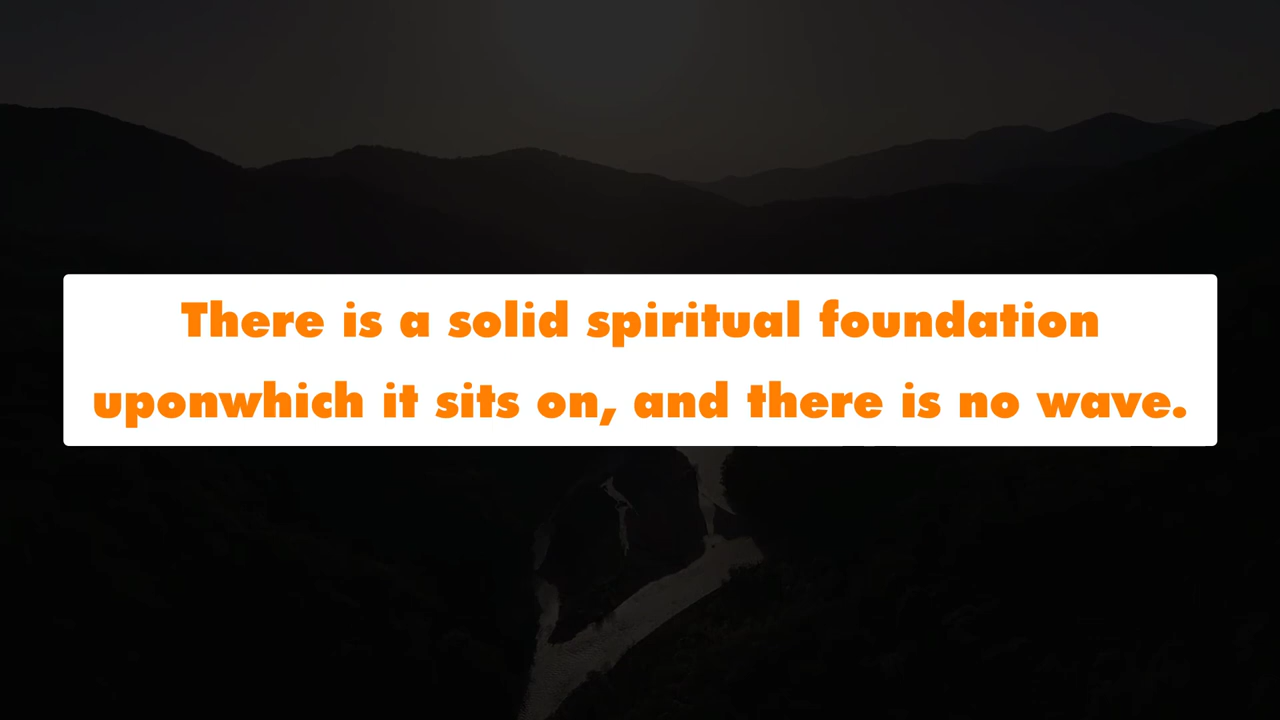 There is a solid spiritual foundation
uponwhich it sits on, and there is no wave.